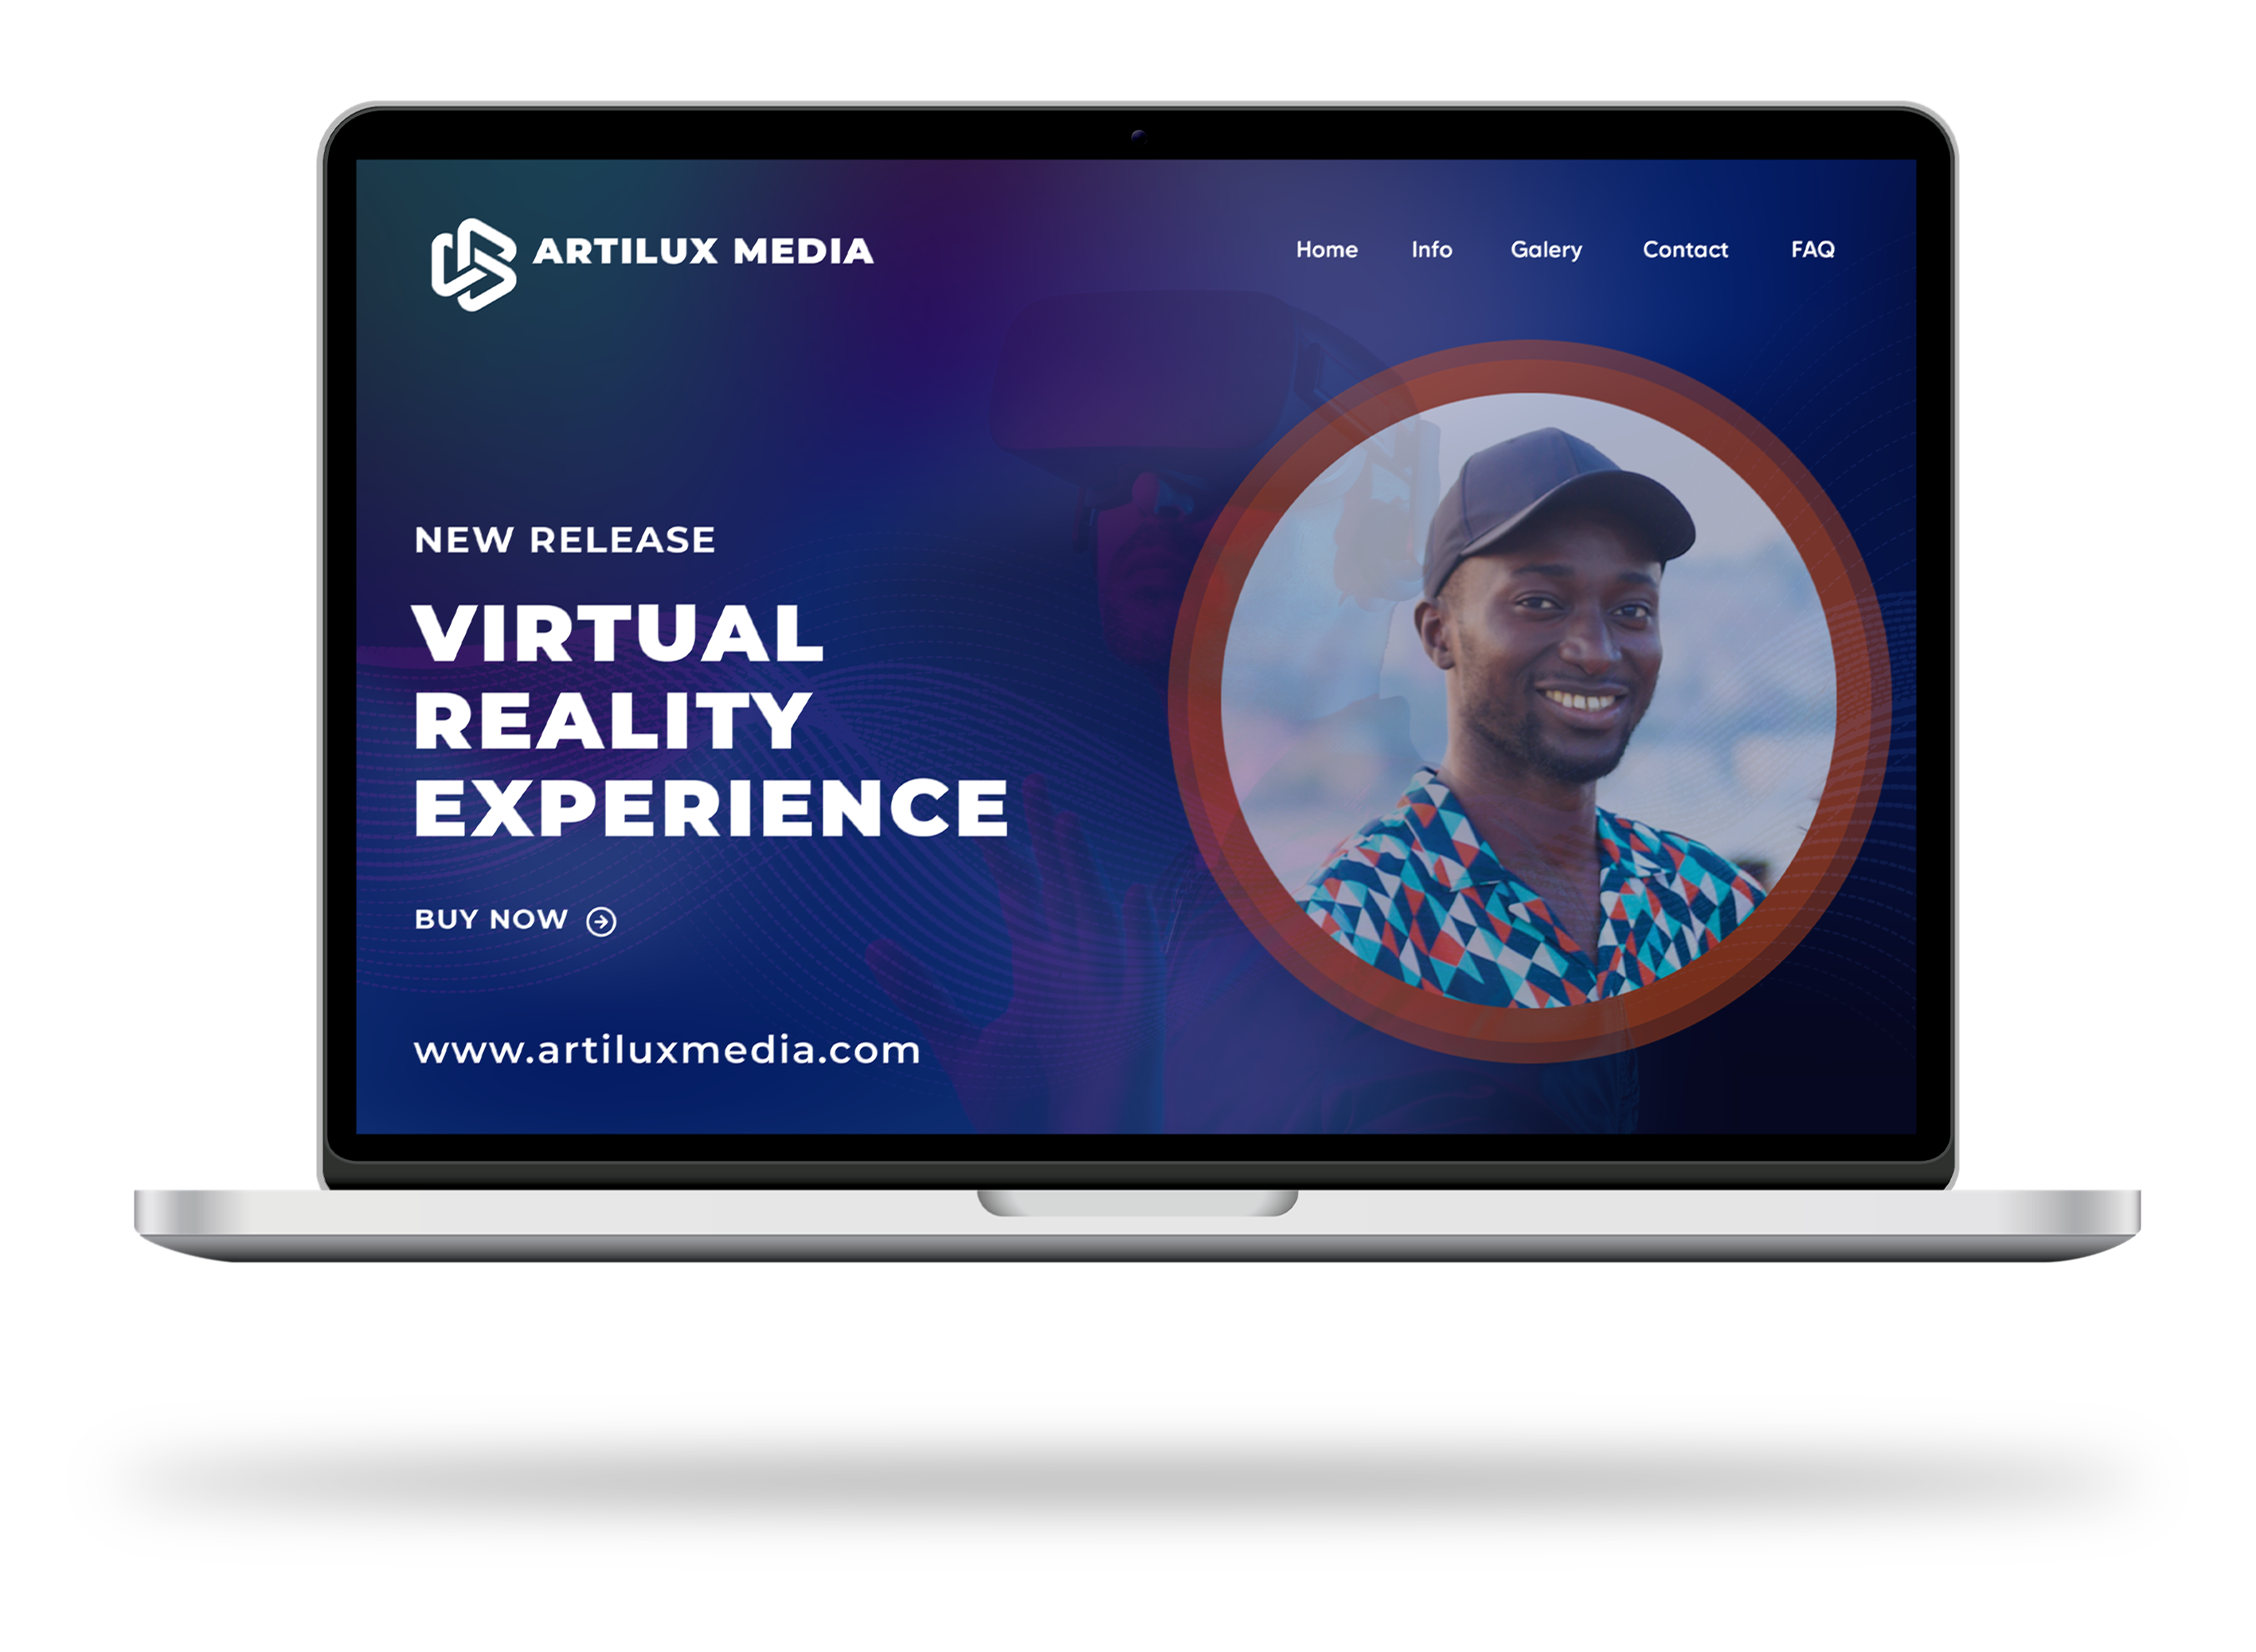 ARTILUX MEDIA
Home Info Galery Contact FAQ
NEW RELEASE
VIRTUAL
REALITY
EXPERIENCE
BUY NOW
www.artiluxmedia.com